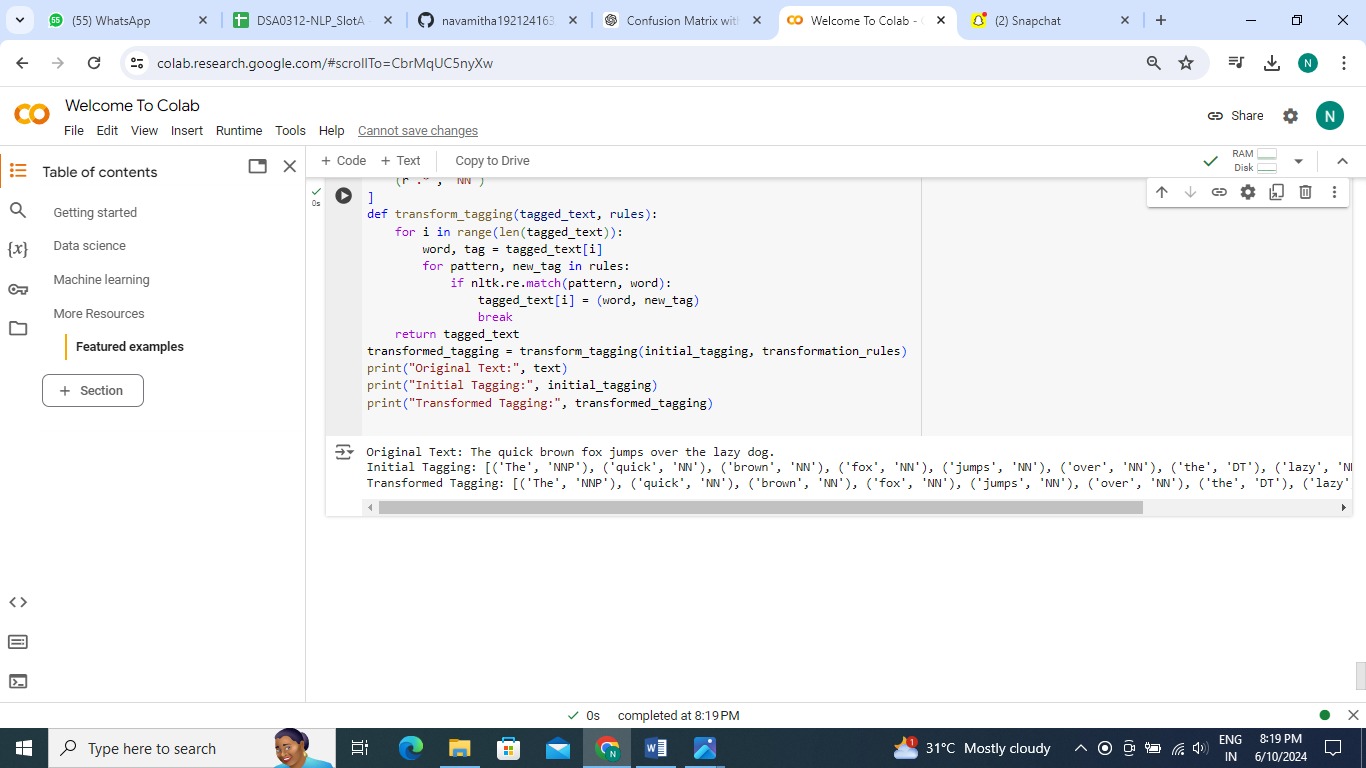 (55) WhatsApp
DSA0312-NLP_SlotA
navamitha192124163
Confusion Matrix with
Welcome To Colab -
(2) Snapchat
colab.research.google.com/#scrollTo=CbrMqUC5nyXw
N
Welcome To Colab
File Edit View Insert Runtime Tools Help Cannot save changes
Share
N
Table of contents
+ Code + Text Copy to Drive
RAM
Disk
Getting started
Data science
Machine learning
More Resources
Featured examples
+ Section
{x}
0s
(r'.*', 'NN')
]
def transform_tagging(tagged_text, rules):
for i in range(len(tagged_text)):
word, tag = tagged_text[i]
for pattern, new_tag in rules:
if nltk.re.match(pattern, word):
tagged_text[i] = (word, new_tag)
break
return tagged_text
transformed_tagging = transform_tagging(initial_tagging, transformation_rules)
print("Original Text:", text)
print("Initial Tagging:", initial_tagging)
print("Transformed Tagging:", transformed_tagging)
Original Text: The quick brown fox jumps over the lazy dog.
Initial Tagging: [('The', 'NNP'), ('quick', 'NN'), ('brown', 'NN'), ('fox', 'NN'), ('jumps', 'NN'), ('over', 'NN'), ('the', 'DT'), ('lazy', 'NN
Transformed Tagging: [('The', 'NNP'), ('quick', 'NN'), ('brown', 'NN'), ('fox', 'NN'), ('jumps', 'NN'), ('over', 'NN'), ('the', 'DT'), ('lazy'
0s completed at 8:19 PM
Type here to search
1
31°C Mostly cloudy
ENG
IN
8:19 PM
6/10/2024